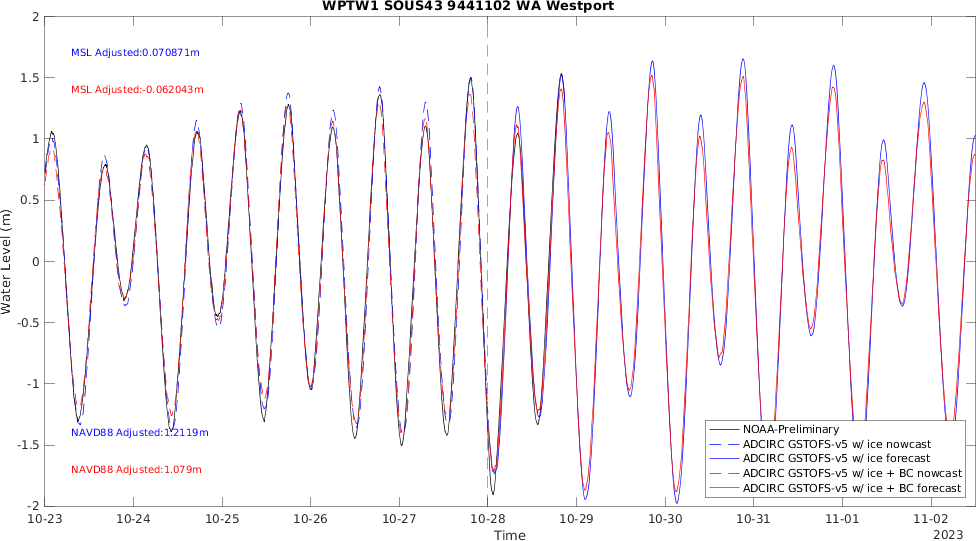 WPTW1 SOUS43 9441102 WA Westport
2
1.5
1
0.5
0
-0.5
-1
-1.5
-2
Water Level (m)
MSL Adjusted:0.070871m
MSL Adjusted:-0.062043m
NAVD88 Adjusted:1.2119m
NAVD88 Adjusted:1.079m
NOAA-Preliminary
ADCIRC GSTOFS-v5 w/ ice nowcast
ADCIRC GSTOFS-v5 w/ ice forecast
ADCIRC GSTOFS-v5 w/ ice + BC nowcast
ADCIRC GSTOFS-v5 w/ ice + BC forecast
10-23 10-24 10-25 10-26 10-27 10-28 10-29 10-30 10-31 11-01 11-02
Time
2023